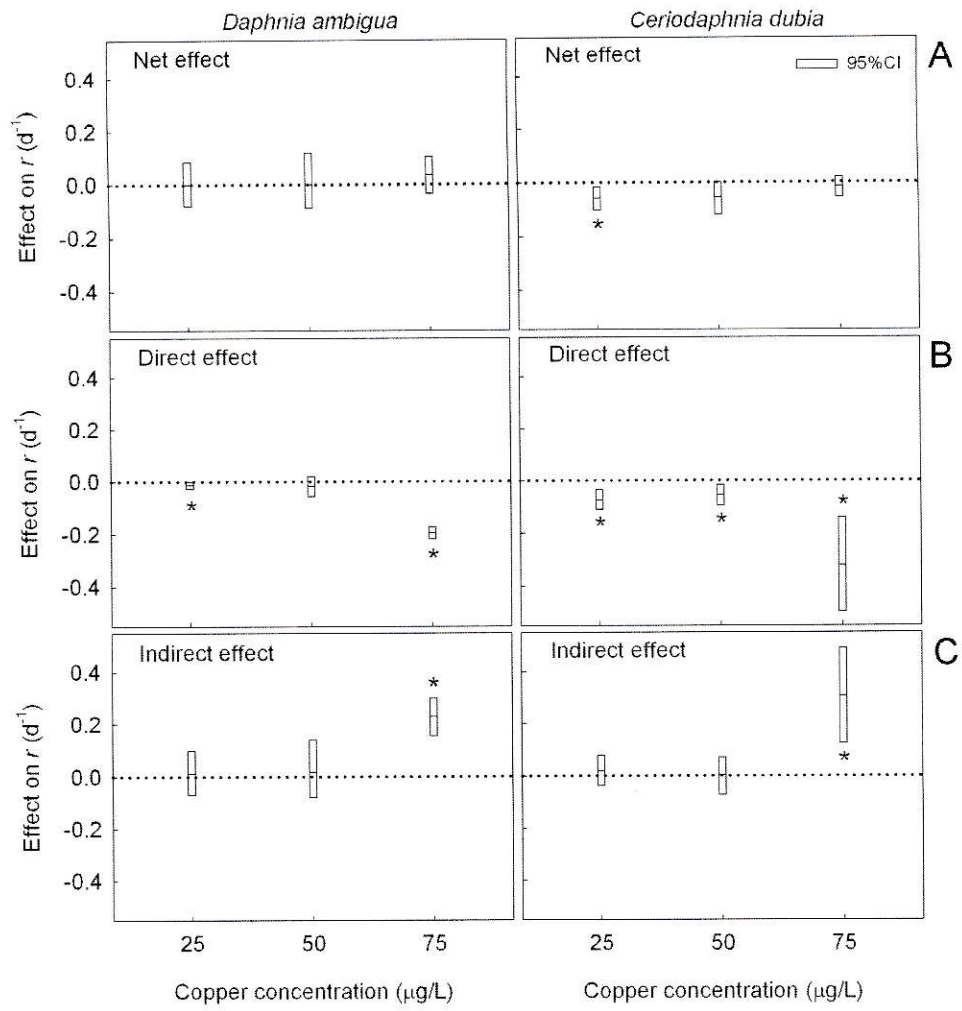 Daphnia ambigua Ceriodaphnia dubia
Net effect Net effect 95%CI A
0.4
0.2
0.0
*
-0.2
-0.4
Effect on r (d⁻¹)
Direct effect Direct effect B
0.4
0.2
0.0
* * * *
-0.2
*
-0.4
Effect on r (d⁻¹)
Indirect effect Indirect effect C
0.4
*
0.2
*
0.0
-0.2
-0.4
Effect on r (d⁻¹)
25 50 75 25 50 75
Copper concentration (μg/L) Copper concentration (μg/L)